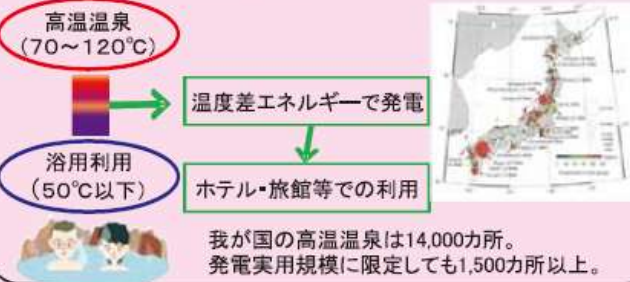 高温温泉
(70～120℃)
温度差エネルギーで発電
浴用利用
(50℃以下)
ホテル・旅館等での利用
我が国の高温温泉は14,000カ所。
発電実用規模に限定しても1,500カ所以上。